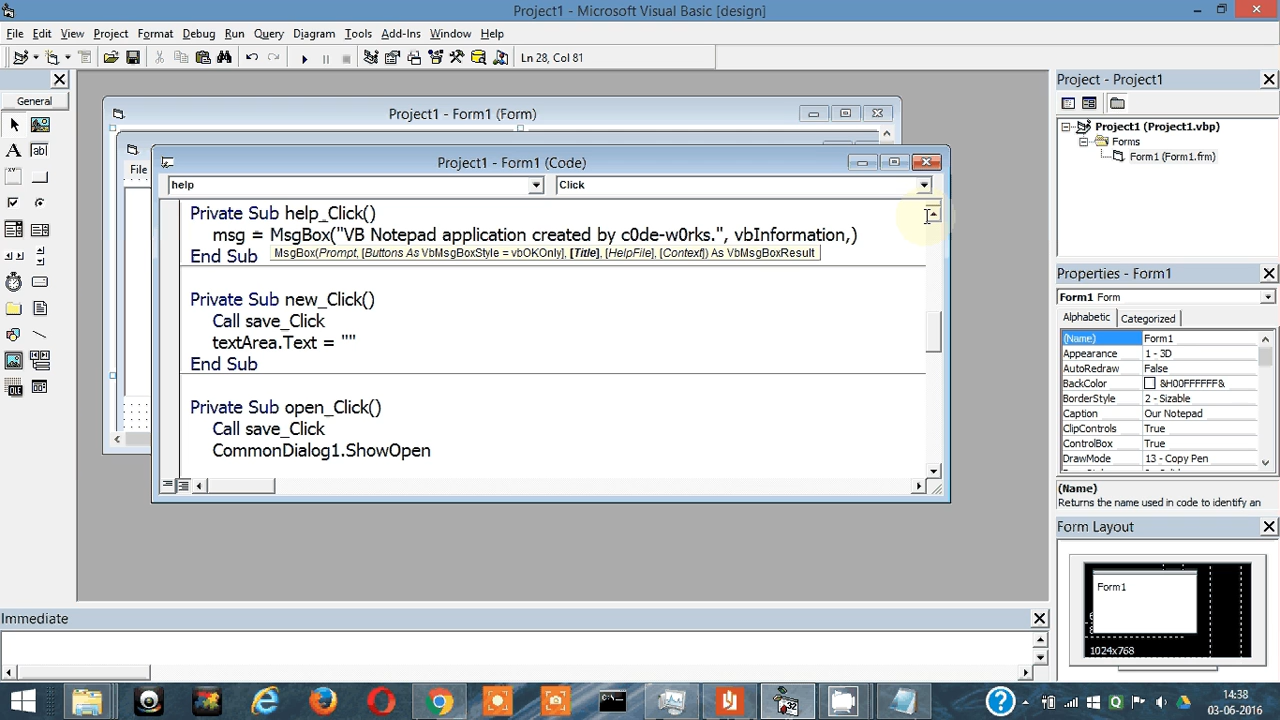 Project1 - Microsoft Visual Basic [design]
File Edit View Project Format Debug Run Query Diagram Tools Add-Ins Window Help
Ln 28, Col 81
General
Project1 - Form1 (Form)
File
Project1 - Form1 (Code)
help
Click
Private Sub help_Click()
msg = MsgBox("VB Notepad application created by c0de-w0rks.", vbInformation,)
MsgBox(Prompt, [Buttons As VbMsgBoxStyle = vbOKOnly], [Title], [HelpFile], [Context]) As VbMsgBoxResult
End Sub
Private Sub new_Click()
Call save_Click
textArea.Text = ""
End Sub
Private Sub open_Click()
Call save_Click
CommonDialog1.ShowOpen
Project - Project1
Project1 (Project1.vbp)
Forms
Form1 (Form1.frm)
Properties - Form1
Form1 Form
Alphabetic Categorized
(Name) Form1
Appearance 1 - 3D
AutoRedraw False
BackColor &H00FFFFFF&
BorderStyle 2 - Sizable
Caption Our Notepad
ClipControls True
ControlBox True
DrawMode 13 - Copy Pen
(Name)
Returns the name used in code to identify an
Form Layout
Form1
1024x768
Immediate
14:38
03-06-2016